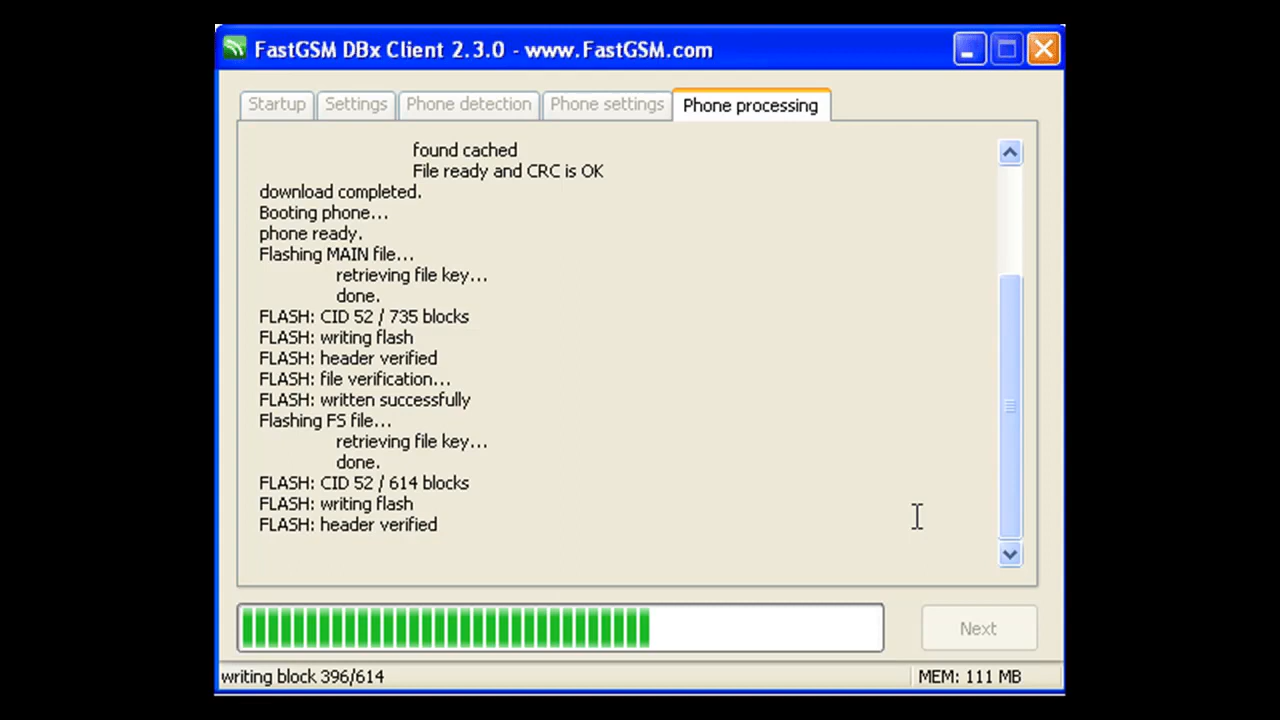 FastGSM DBx Client 2.3.0 - www.FastGSM.com
Startup Settings Phone detection Phone settings Phone processing
found cached
File ready and CRC is OK
download completed.
Booting phone...
phone ready.
Flashing MAIN file...
retrieving file key...
done.
FLASH: CID 52 / 735 blocks
FLASH: writing flash
FLASH: header verified
FLASH: file verification...
FLASH: written successfully
Flashing FS file...
retrieving file key...
done.
FLASH: CID 52 / 614 blocks
FLASH: writing flash
FLASH: header verified
Next
writing block 396/614 MEM: 111 MB